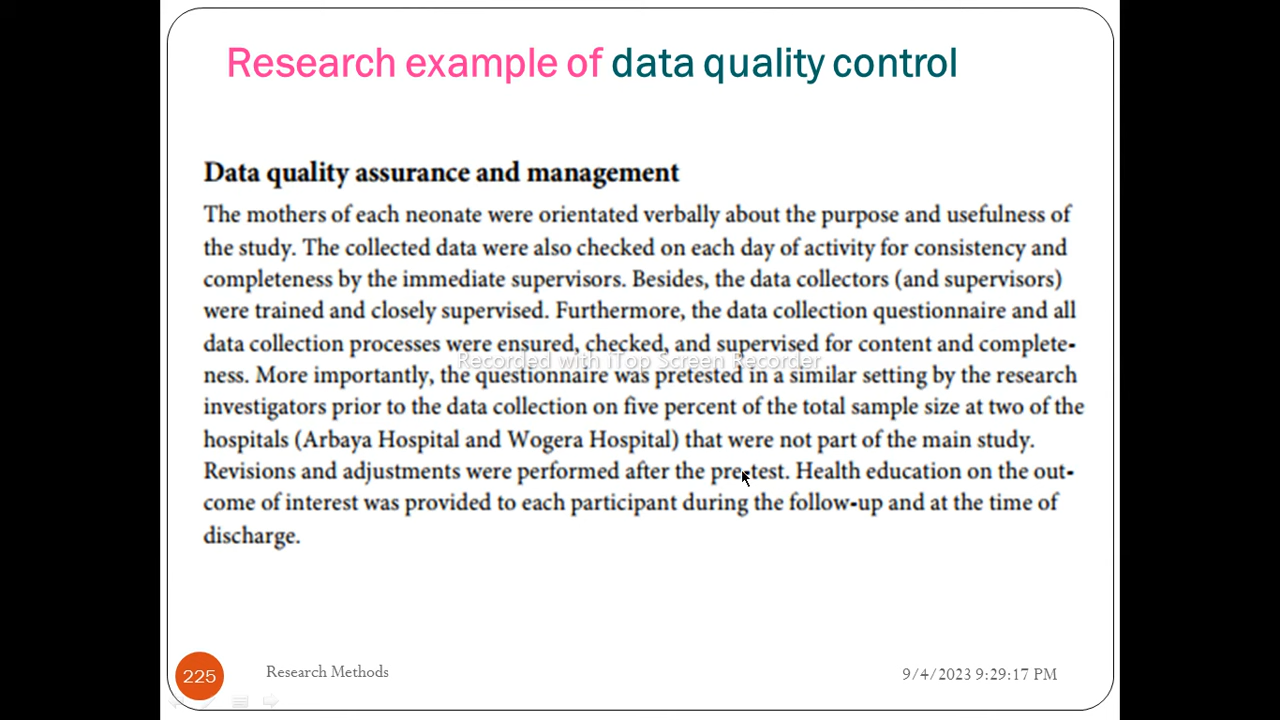 Research example of data quality control
Data quality assurance and management
The mothers of each neonate were orientated verbally about the purpose and usefulness of
the study. The collected data were also checked on each day of activity for consistency and
completeness by the immediate supervisors. Besides, the data collectors (and supervisors)
were trained and closely supervised. Furthermore, the data collection questionnaire and all
data collection processes were ensured, checked, and supervised for content and complete-
Recorded with iTop Screen Recorder
ness. More importantly, the questionnaire was pretested in a similar setting by the research
investigators prior to the data collection on five percent of the total sample size at two of the
hospitals (Arbaya Hospital and Wogera Hospital) that were not part of the main study.
Revisions and adjustments were performed after the pre-test. Health education on the out-
come of interest was provided to each participant during the follow-up and at the time of
discharge.
225
Research Methods
9/4/2023 9:29:17 PM